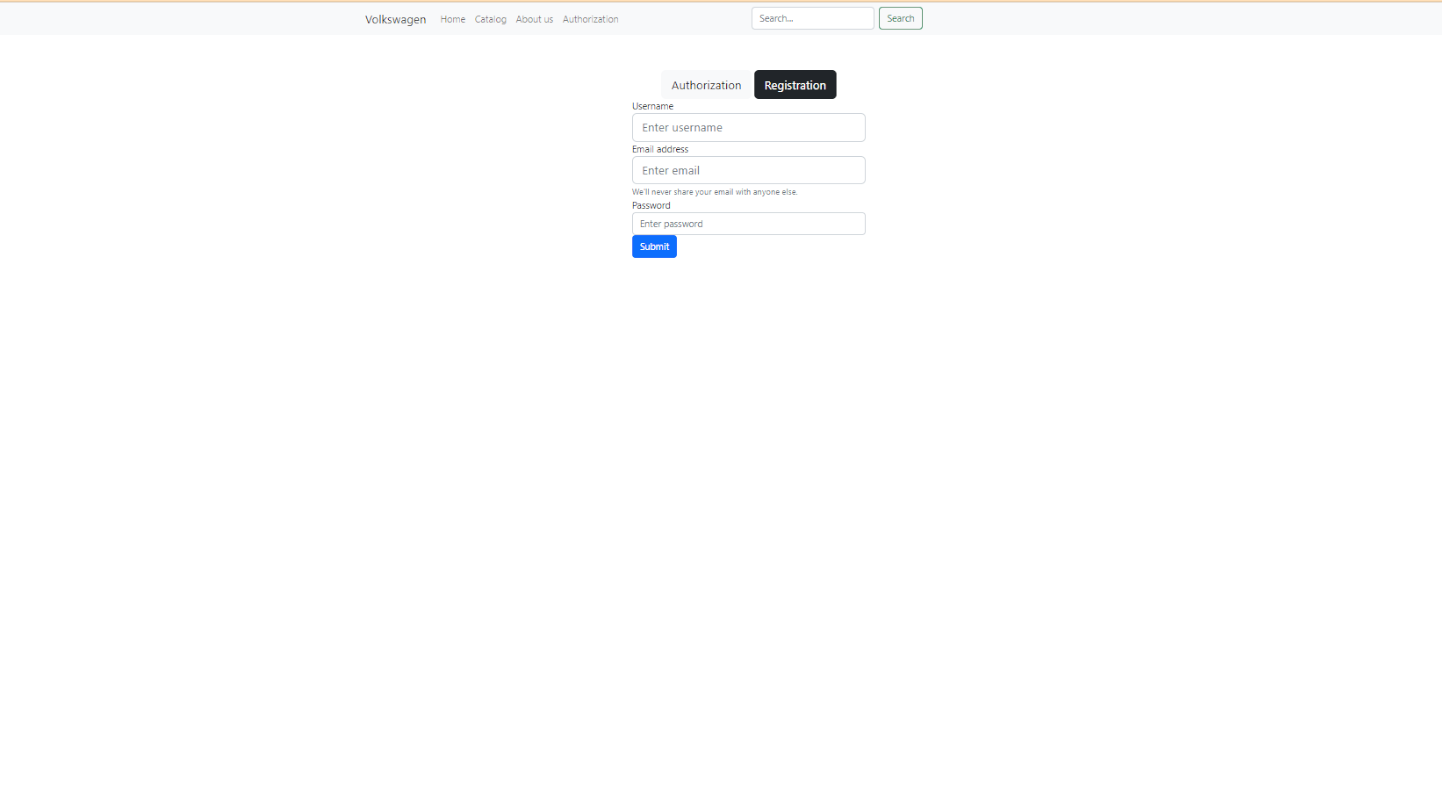 Volkswagen Home Catalog About us Authorization Search... Search
Authorization Registration
Username
Enter username
Email address
Enter email
We'll never share your email with anyone else.
Password
Enter password
Submit